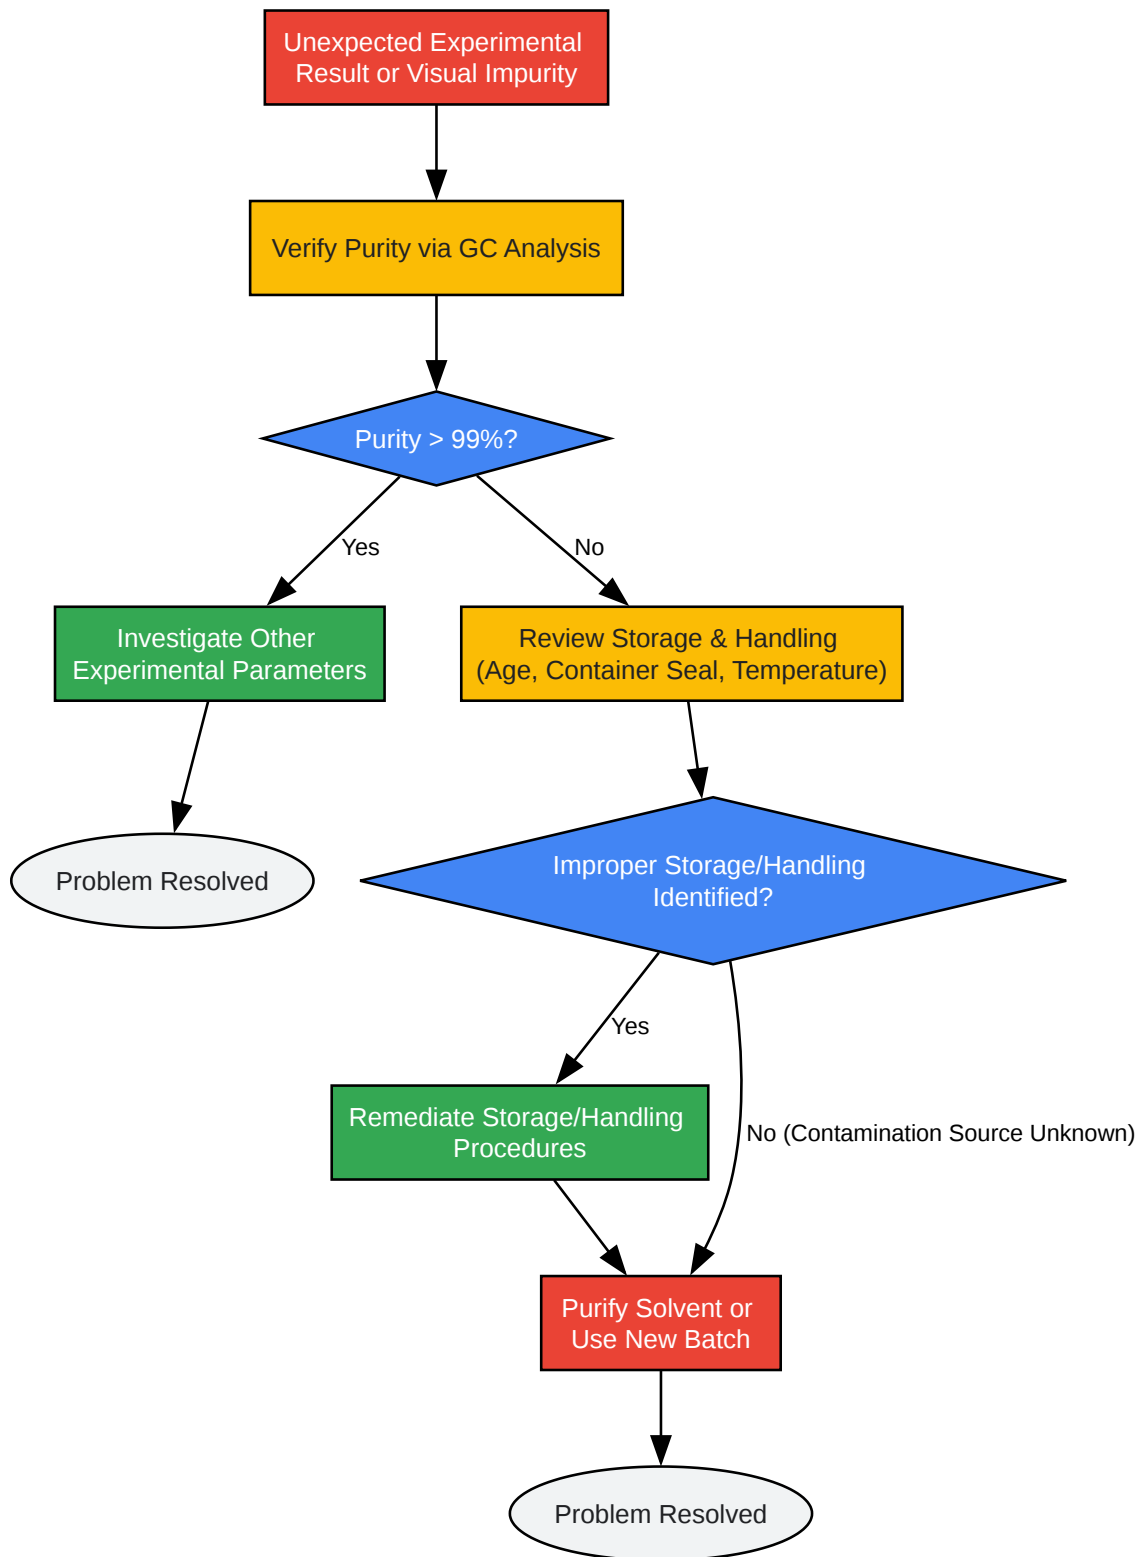 Unexpected Experimental
Result or Visual Impurity
Verify Purity via GC Analysis
Purity > 99%?
Yes
No
Investigate Other
Experimental Parameters
Review Storage & Handling
(Age, Container Seal, Temperature)
Problem Resolved
Improper Storage/Handling
Identified?
Yes
Remediate Storage/Handling
Procedures
No (Contamination Source Unknown)
Purify Solvent or
Use New Batch
Problem Resolved